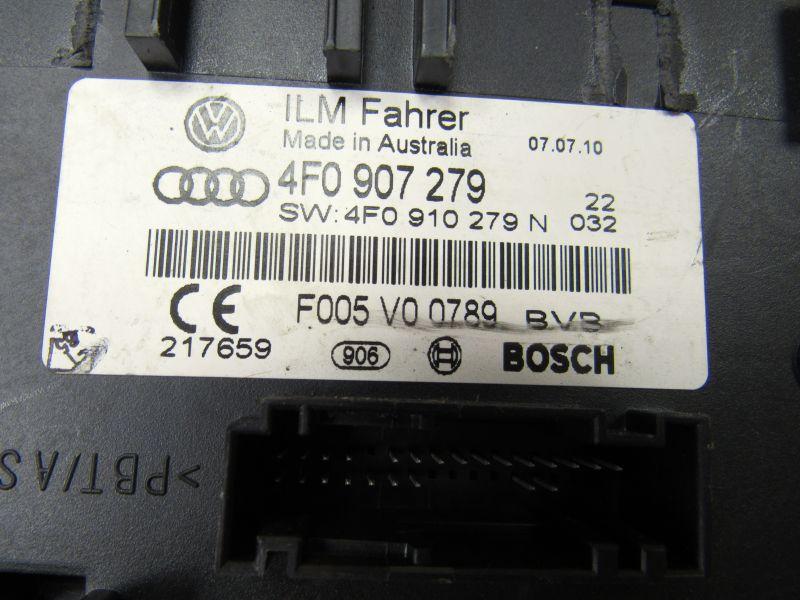 ILM Fahrer
Made in Australia 07.07.10
4F0 907 279 22
SW: 4F0 910 279 N 032
CE F005 V0 0789 BVB
217659 906 BOSCH
>PBT/AS